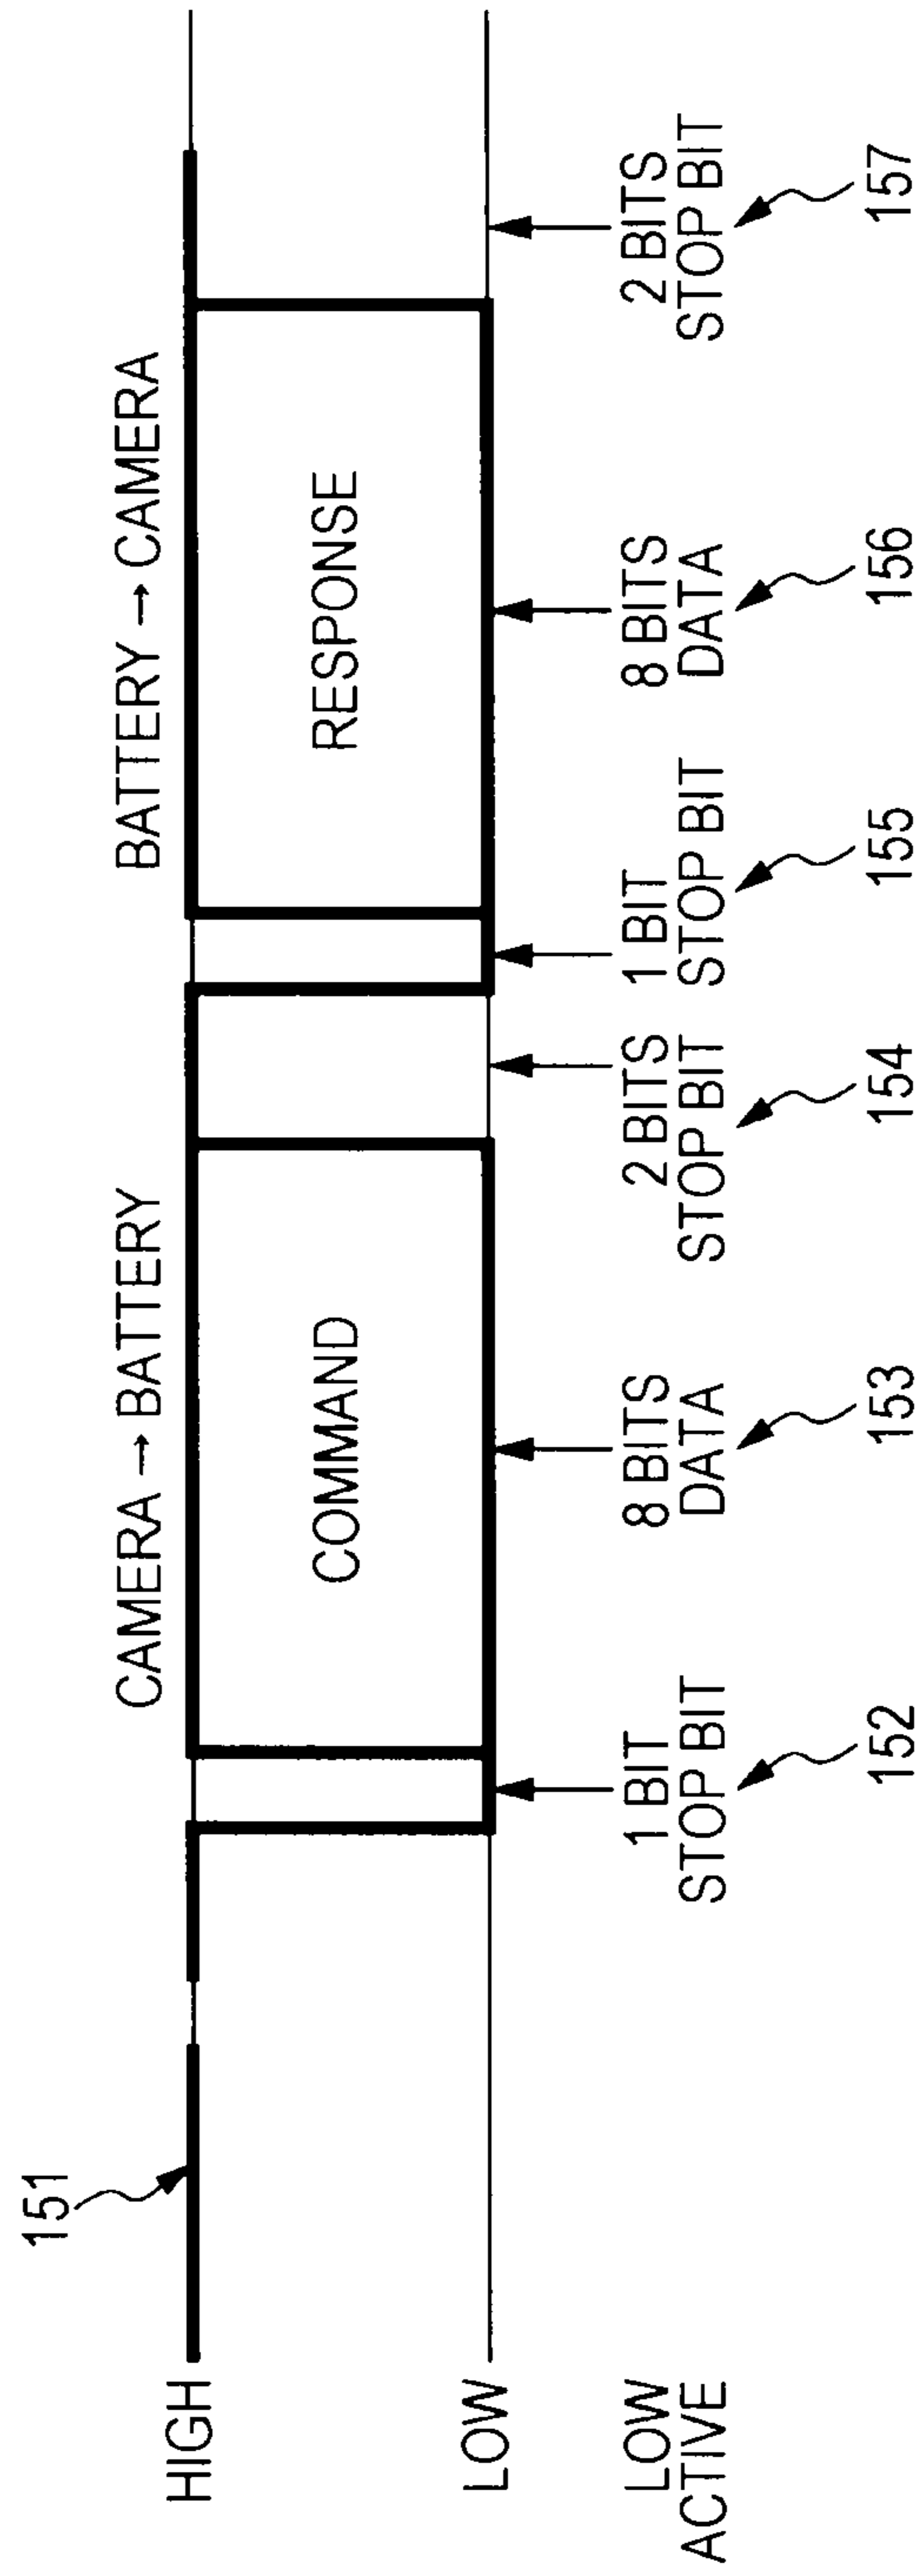 CAMERA → BATTERY
BATTERY → CAMERA
151
HIGH
COMMAND
RESPONSE
LOW
LOW
ACTIVE
1 BIT
STOP BIT
152
8 BITS
DATA
153
2 BITS
STOP BIT
154
1 BIT
STOP BIT
155
8 BITS
DATA
156
2 BITS
STOP BIT
157